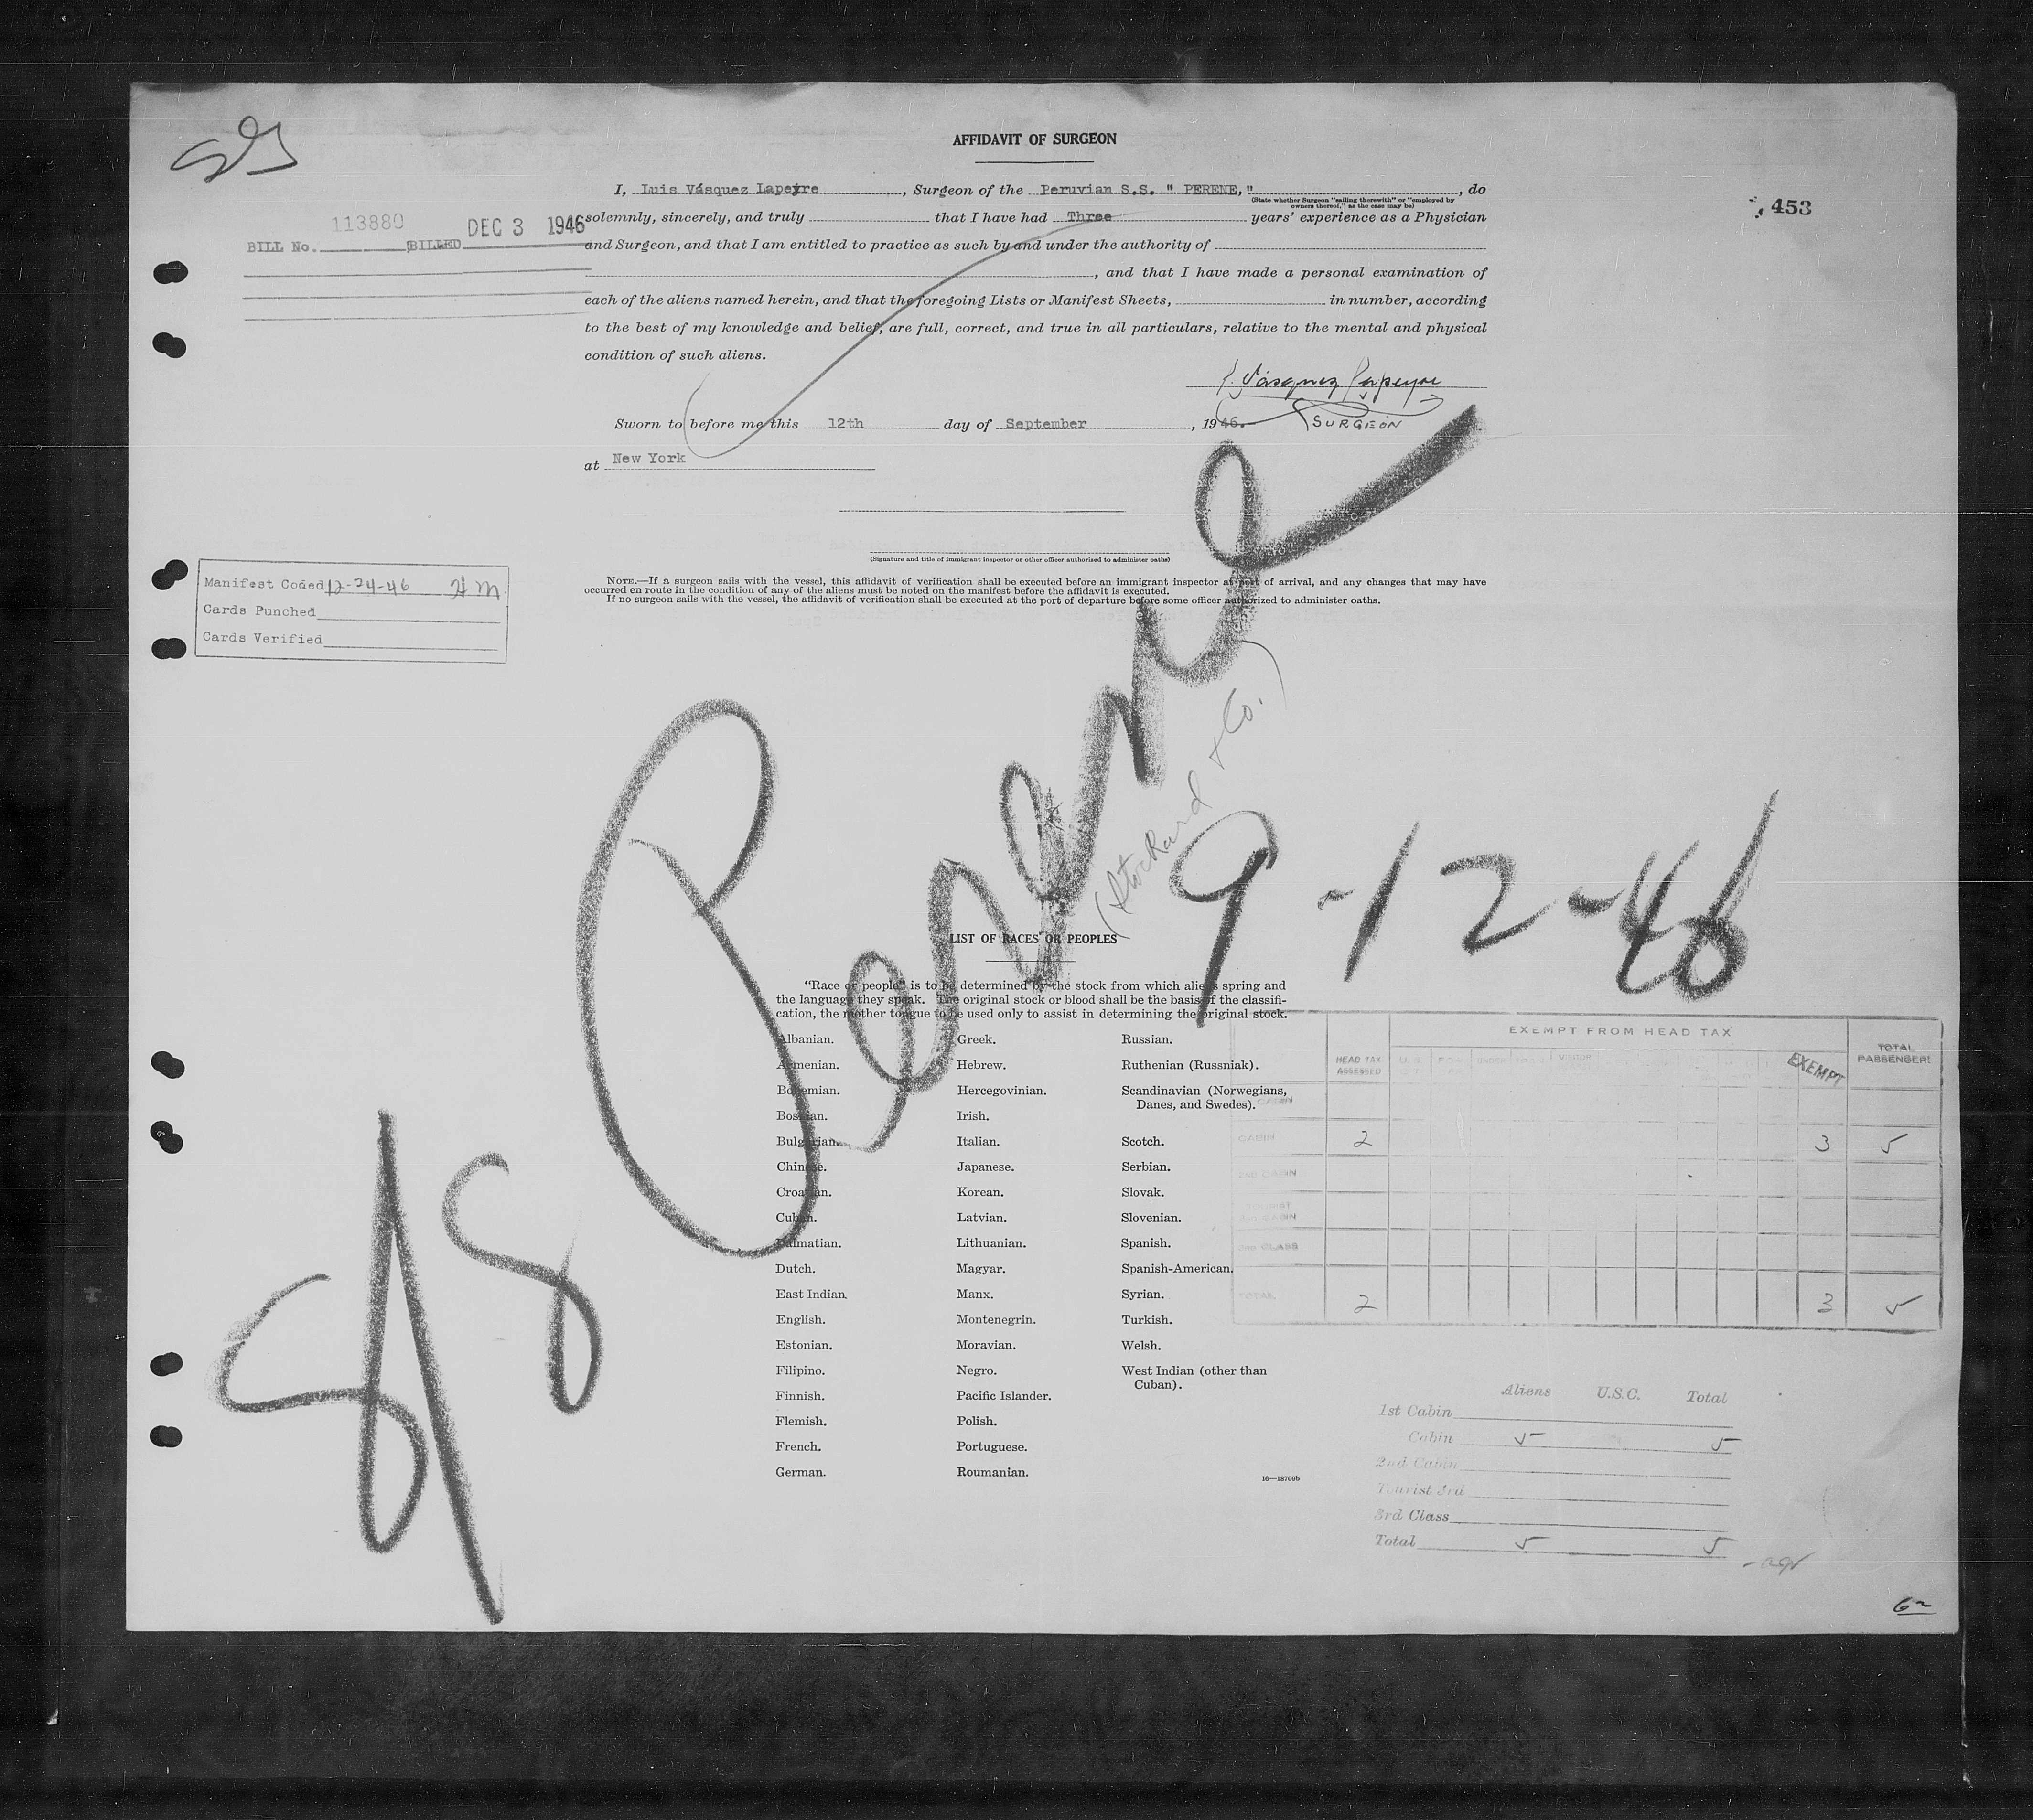 AFFIDAVIT OF SURGEON
I, Luis Vásquez Lapeyre, Surgeon of the Peruvian S.S. " PERENE," , do
(State whether Surgeon "sailing therewith" or "employed by
owners thereof," as the case may be)
solemnly, sincerely, and truly that I have had Three years' experience as a Physician
and Surgeon, and that I am entitled to practice as such by and under the authority of
, and that I have made a personal examination of
each of the aliens named herein, and that the foregoing Lists or Manifest Sheets, in number, according
to the best of my knowledge and belief, are full, correct, and true in all particulars, relative to the mental and physical
condition of such aliens.
453
113880 DEC 3 1946
BILL No. BILLED
L. Vásquez Lapeyre
SURGEON
Sworn to before me this 12th day of September , 1946.
at New York
(Signature and title of immigrant inspector or other officer authorized to administer oaths)
NOTE.—If a surgeon sails with the vessel, this affidavit of verification shall be executed before an immigrant inspector at port of arrival, and any changes that may have
occurred en route in the condition of any of the aliens must be noted on the manifest before the affidavit is executed.
If no surgeon sails with the vessel, the affidavit of verification shall be executed at the port of departure before some officer authorized to administer oaths.
Manifest Coded 12-24-46 HM
Cards Punched
Cards Verified
S/S Perene
(Stockard + Co.)
9-12-46
LIST OF RACES OR PEOPLES
"Race or people" is to be determined by the stock from which aliens spring and
the language they speak. The original stock or blood shall be the basis of the classifi-
cation, the mother tongue to be used only to assist in determining the original stock.
Albanian.
Armenian.
Bohemian.
Bosnian.
Bulgarian.
Chinese.
Croatian.
Cuban.
Dalmatian.
Dutch.
East Indian.
English.
Estonian.
Filipino.
Finnish.
Flemish.
French.
German.
Greek.
Hebrew.
Hercegovinian.
Irish.
Italian.
Japanese.
Korean.
Latvian.
Lithuanian.
Magyar.
Manx.
Montenegrin.
Moravian.
Negro.
Pacific Islander.
Polish.
Portuguese.
Roumanian.
Russian.
Ruthenian (Russniak).
Scandinavian (Norwegians,
Danes, and Swedes).
Scotch.
Serbian.
Slovak.
Slovenian.
Spanish.
Spanish-American.
Syrian.
Turkish.
Welsh.
West Indian (other than
Cuban).
16—18709b
EXEMPT FROM HEAD TAX
HEAD TAX ASSESSED VISITOR EXEMPT TOTAL PASSENGERS
CABIN
CABIN 2 3 5
2ND CABIN
TOURIST
3RD CABIN
3RD CLASS
TOTAL 2 3 5
Aliens U.S.C. Total
1st Cabin
Cabin 5 5
2nd Cabin
Tourist 3rd
3rd Class
Total 5 5